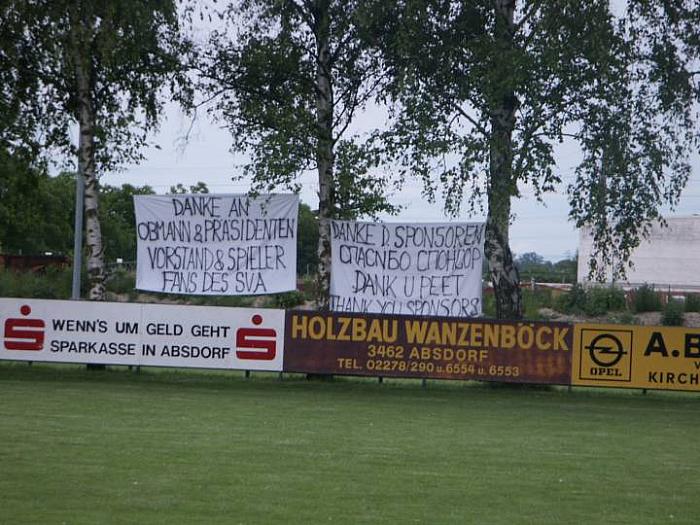 DANKE AN
OBMANN & PRÄSIDENTEN
VORSTAND & SPIELER
FANS DES SVA
DANKE D. SPONSOREN
СПАСИБО СПОНСОР
DANK U PEET
THANK YOU SPONSORS
WENN'S UM GELD GEHT
SPARKASSE IN ABSDORF
HOLZBAU WANZENBÖCK
3462 ABSDORF
TEL. 02278/290 u. 6554 u. 6553
OPEL
A.B
KIRCH